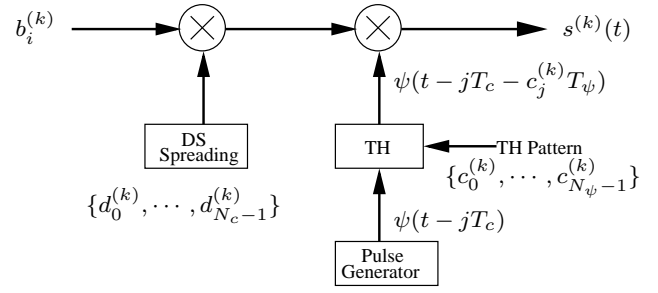 b_i^{(k)}
s^{(k)}(t)
ψ(t − jT_c − c_j^{(k)}T_ψ)
DS
Spreading
TH
TH Pattern
{d_0^{(k)}, ⋯ , d_{N_c−1}^{(k)}}
{c_0^{(k)}, ⋯ , c_{N_ψ−1}^{(k)}}
ψ(t − jT_c)
Pulse
Generator